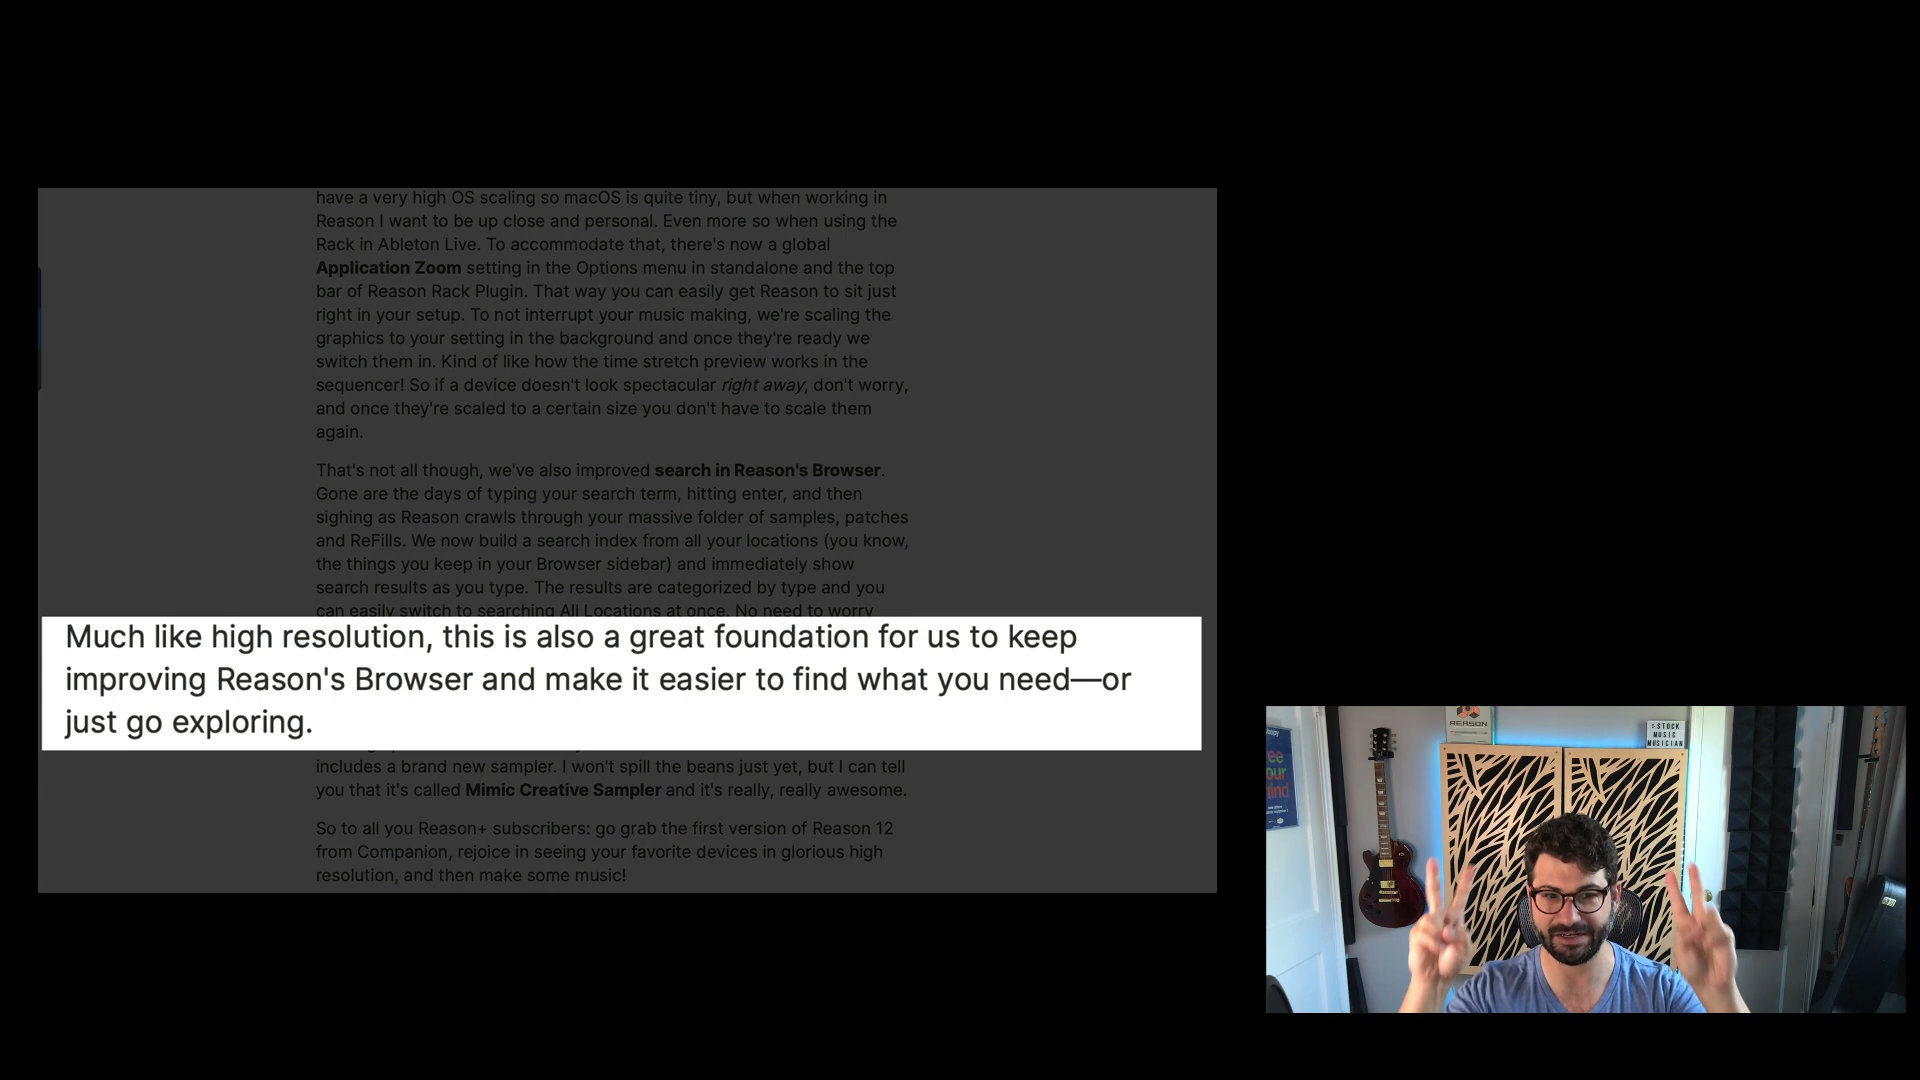 have a very high OS scaling so macOS is quite tiny, but when working in
Reason I want to be up close and personal. Even more so when using the
Rack in Ableton Live. To accommodate that, there's now a global
Application Zoom setting in the Options menu in standalone and the top
bar of Reason Rack Plugin. That way you can easily get Reason to sit just
right in your setup. To not interrupt your music making, we're scaling the
graphics to your setting in the background and once they're ready we
switch them in. Kind of like how the time stretch preview works in the
sequencer! So if a device doesn't look spectacular right away, don't worry,
and once they're scaled to a certain size you don't have to scale them
again.
That's not all though, we've also improved search in Reason's Browser.
Gone are the days of typing your search term, hitting enter, and then
sighing as Reason crawls through your massive folder of samples, patches
and ReFills. We now build a search index from all your locations (you know,
the things you keep in your Browser sidebar) and immediately show
search results as you type. The results are categorized by type and you
can easily switch to searching All Locations at once. No need to worry
Much like high resolution, this is also a great foundation for us to keep
improving Reason's Browser and make it easier to find what you need—or
just go exploring.
includes a brand new sampler. I won't spill the beans just yet, but I can tell
you that it's called Mimic Creative Sampler and it's really, really awesome.
So to all you Reason+ subscribers: go grab the first version of Reason 12
from Companion, rejoice in seeing your favorite devices in glorious high
resolution, and then make some music!
REASON
STOCK
MUSIC
MUSICIAN